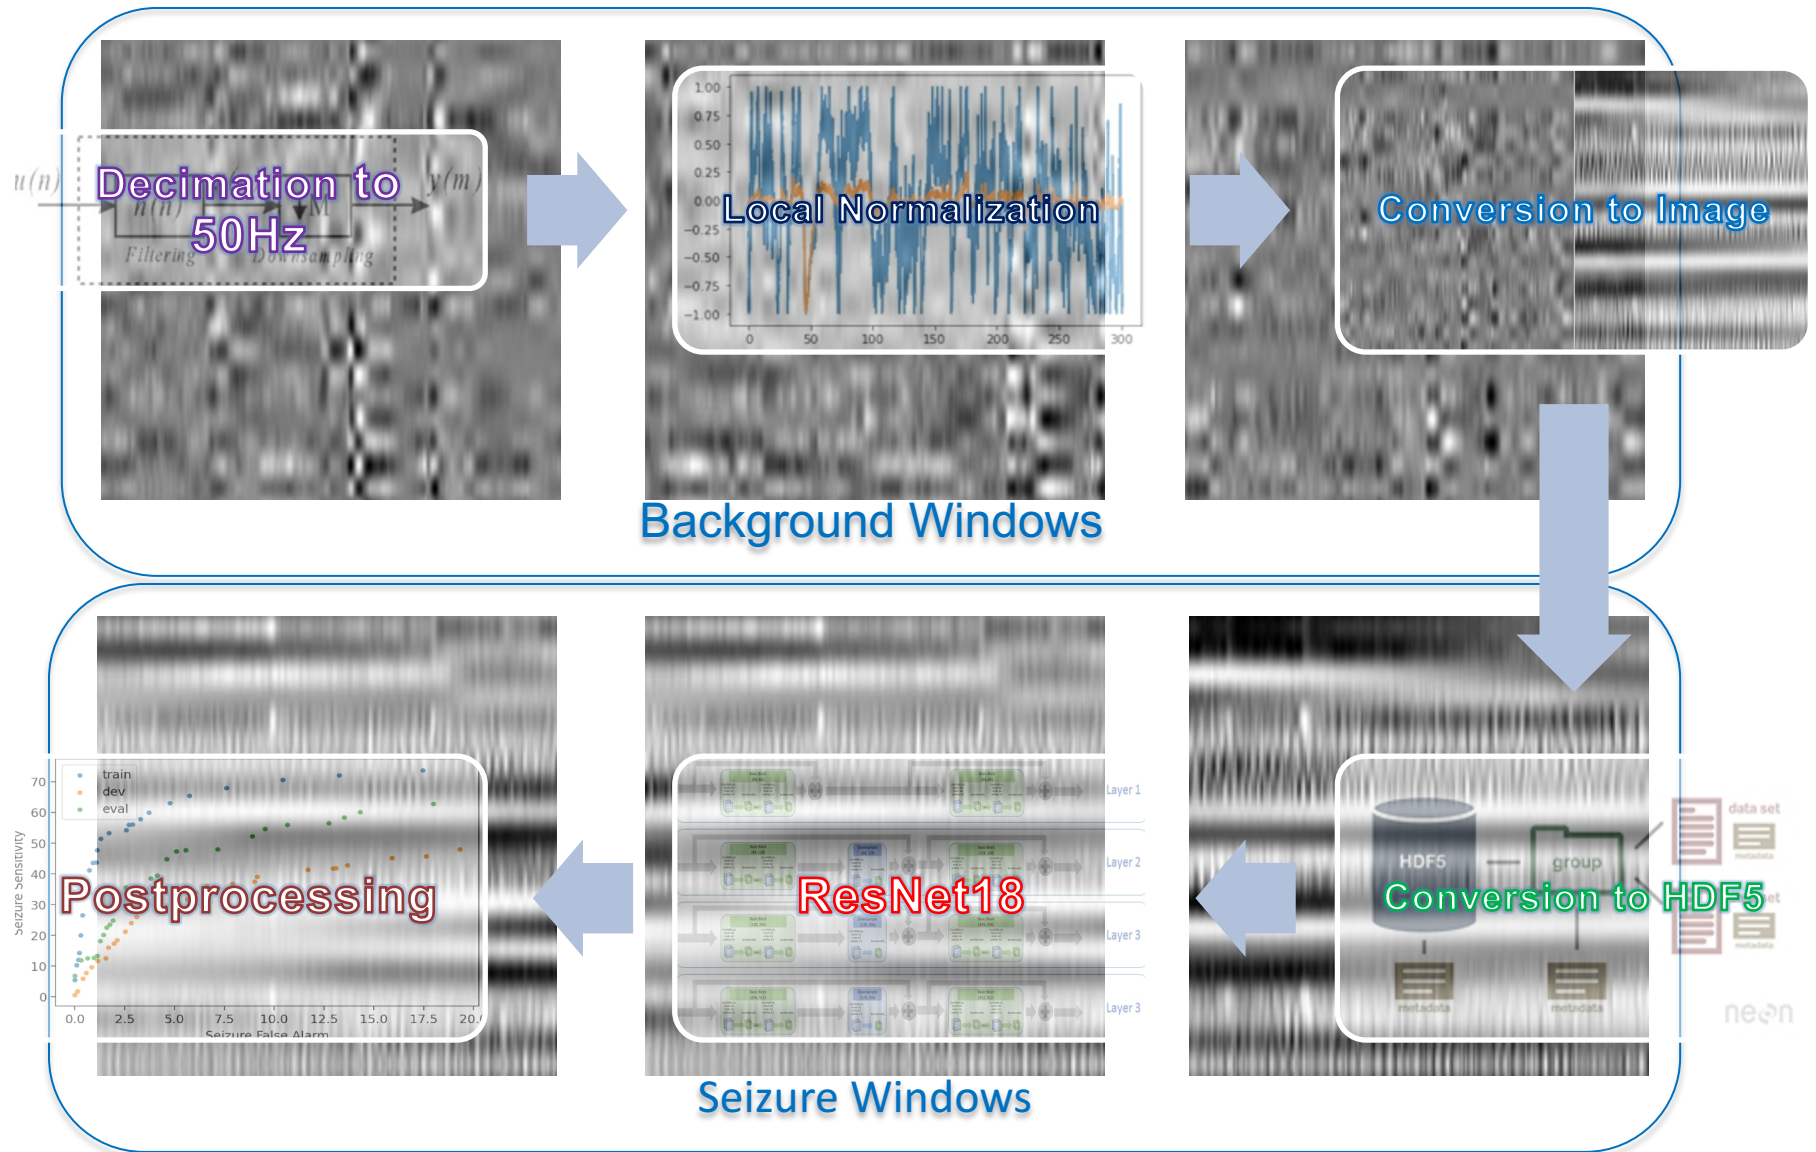 u(n)
Decimation to
50Hz
h(n)
M
y(m)
Filtering
Downsampling
1.00
0.75
0.50
0.25
0.00
−0.25
−0.50
−0.75
−1.00
0 50 100 150 200 250 300
Local Normalization
Conversion to Image
Background Windows
train
dev
eval
70
60
50
40
30
20
10
0
Seizure Sensitivity
0.0 2.5 5.0 7.5 10.0 12.5 15.0 17.5 20.
Seizure False Alarm
Postprocessing
Layer 1
Layer 2
Layer 3
Layer 3
ResNet18
HDF5
group
data set
metadata
Conversion to HDF5
set
metadata
metadata
metadata
neon
Seizure Windows